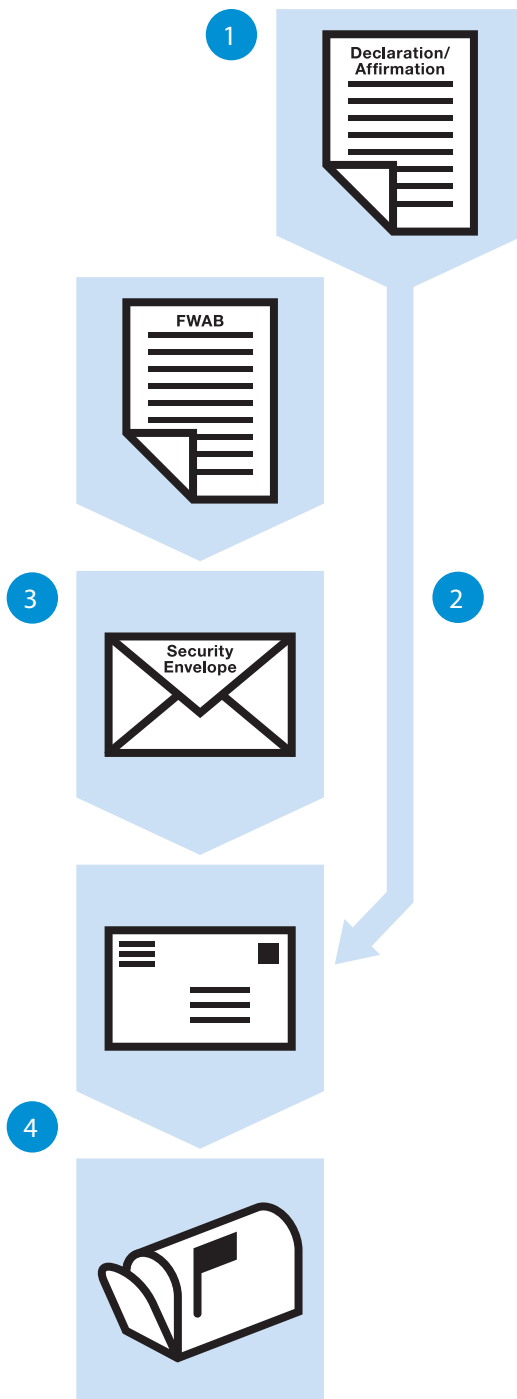 1
Declaration/
Affirmation
FWAB
3
Security
Envelope
2
4